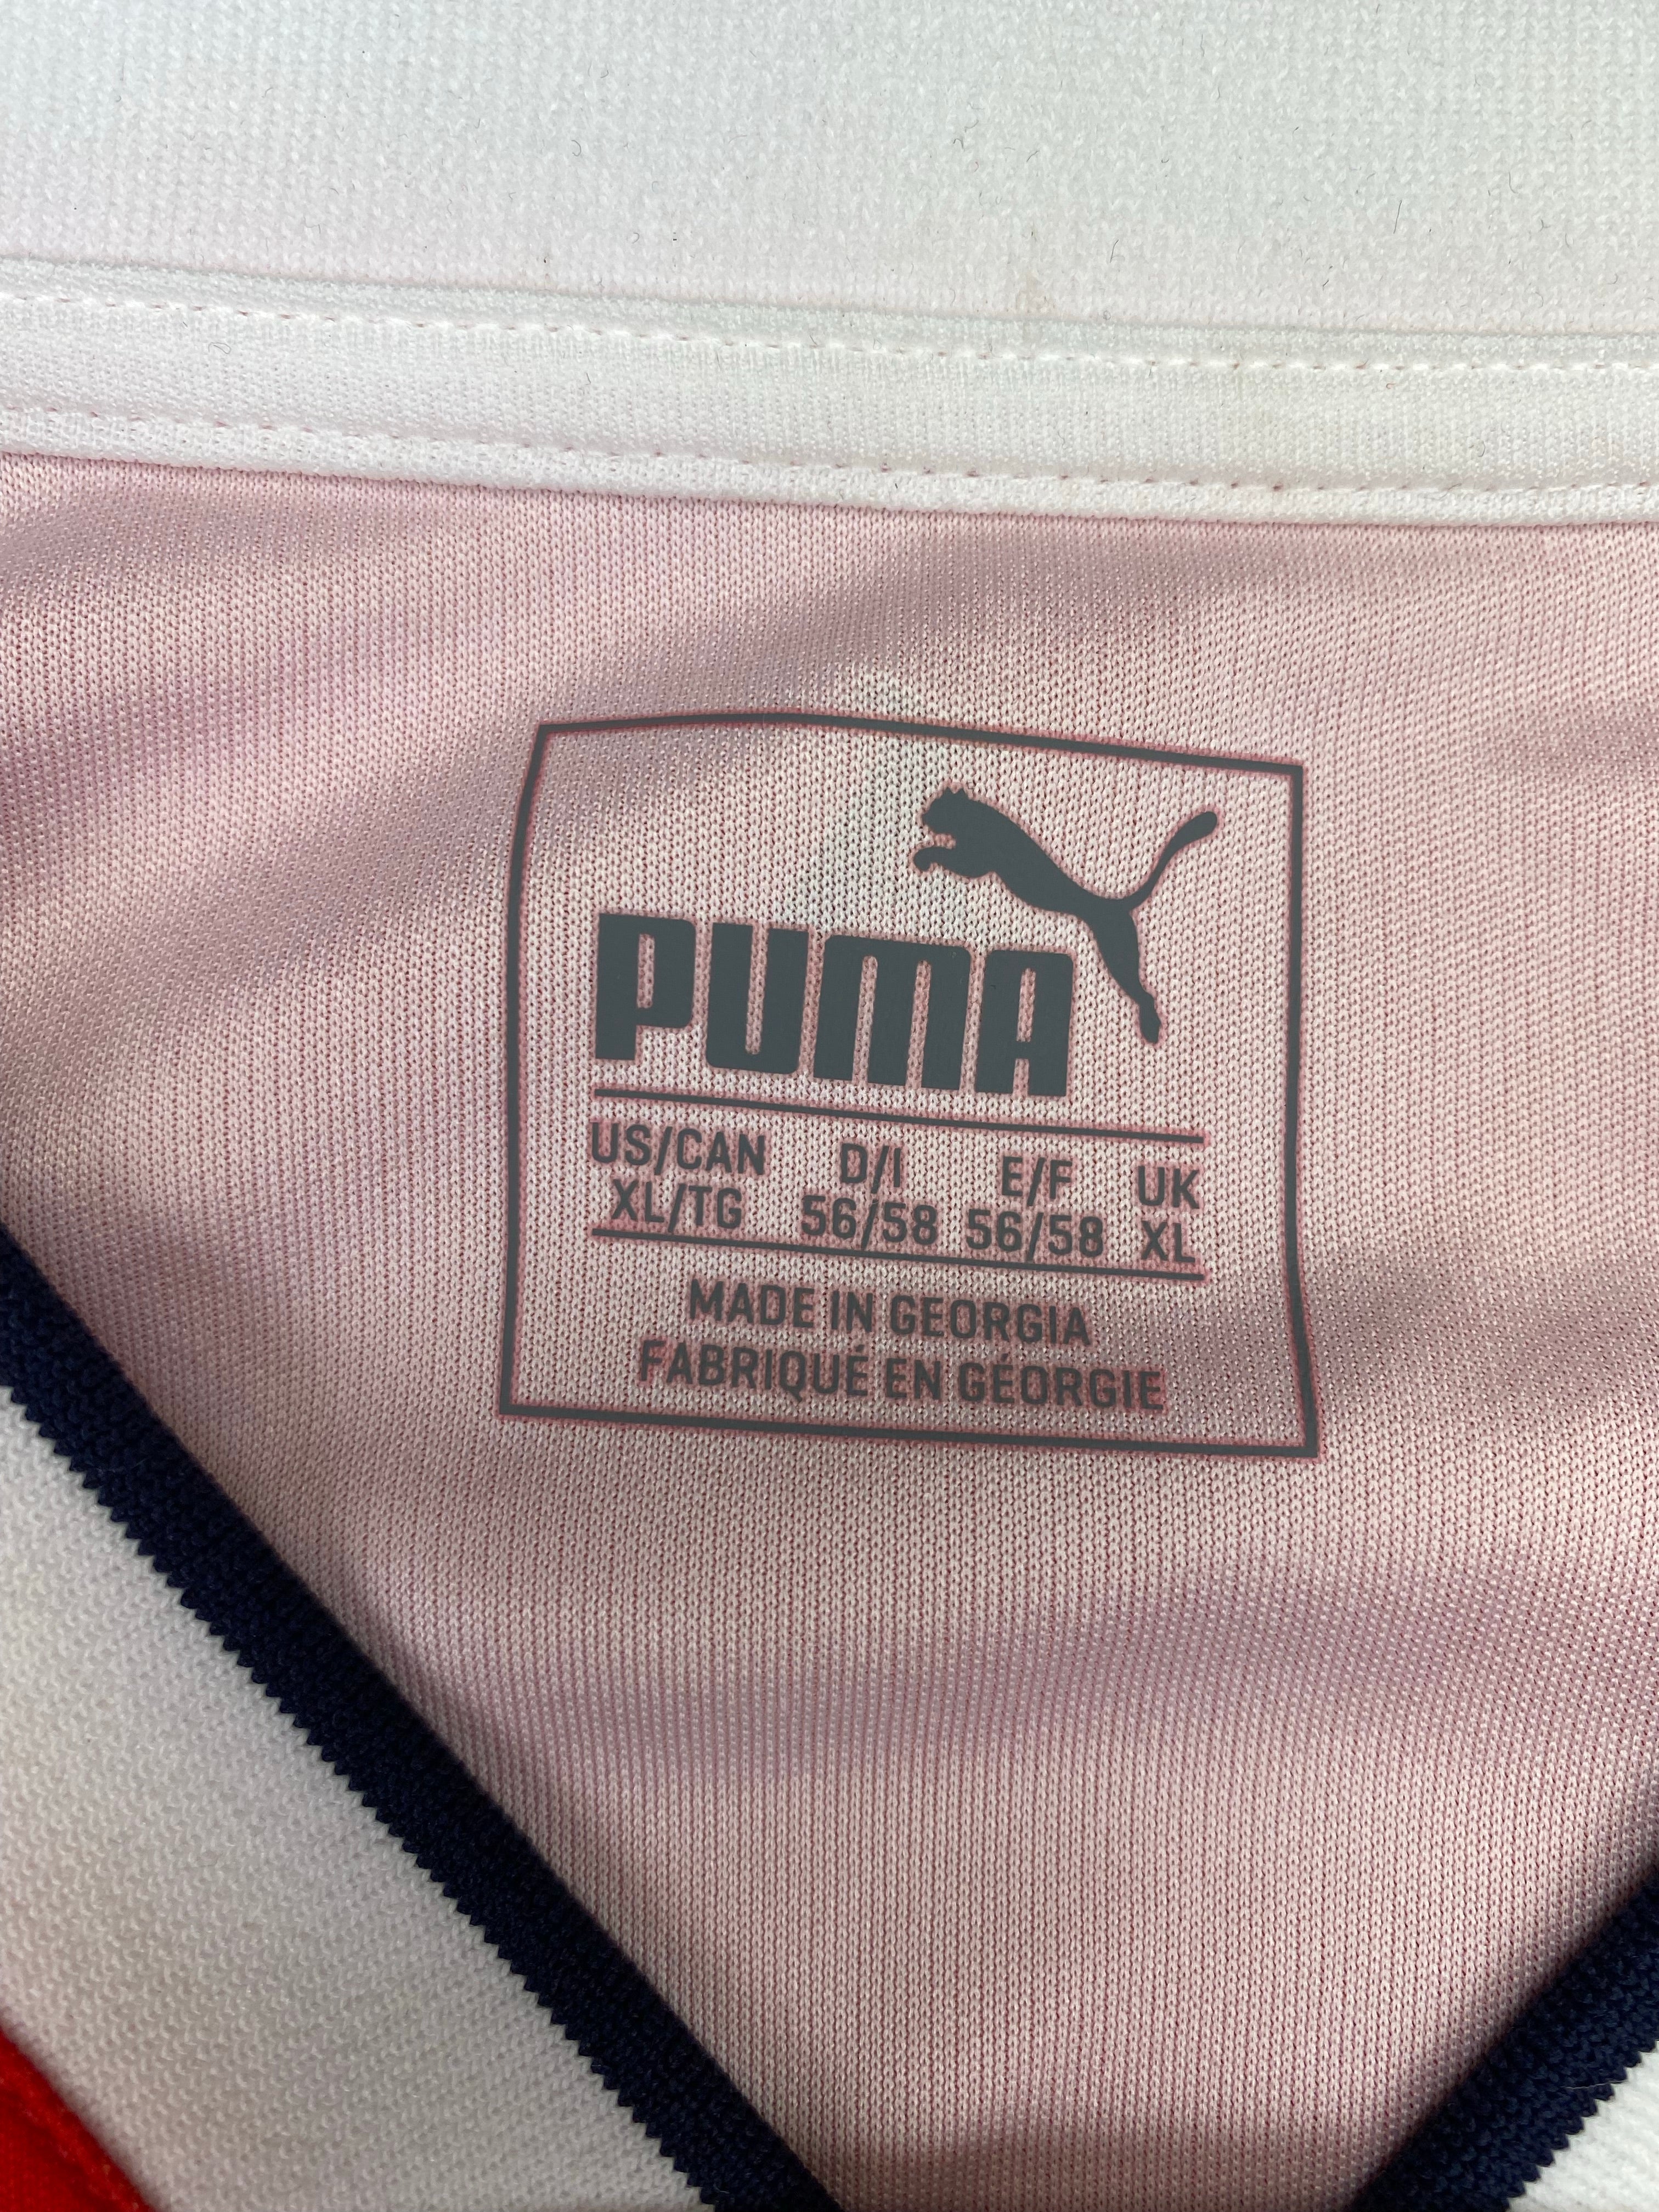 PUMA
US/CAN D/I E/F UK
XL/TG 56/58 56/58 XL
MADE IN GEORGIA
FABRIQUÉ EN GÉORGIE